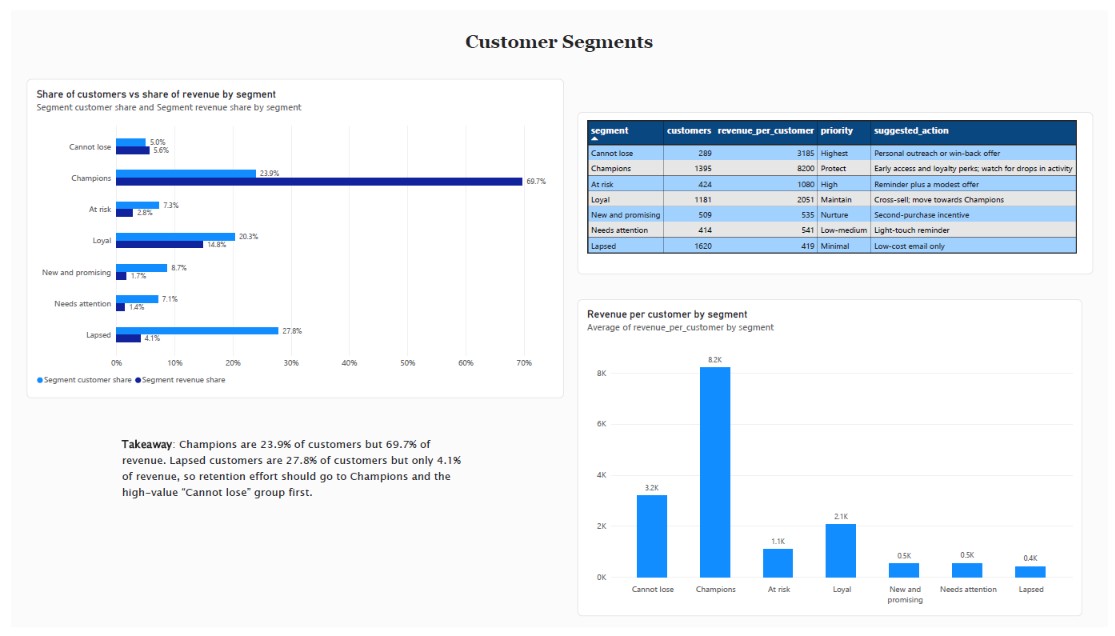 Customer Segments
Share of customers vs share of revenue by segment
Segment customer share and Segment revenue share by segment
Cannot lose 5.0% 5.6%
Champions 23.9% 69.7%
At risk 7.3% 2.8%
Loyal 20.3% 14.8%
New and promising 8.7% 1.7%
Needs attention 7.1% 1.4%
Lapsed 27.8% 4.1%
0% 10% 20% 30% 40% 50% 60% 70%
Segment customer share Segment revenue share
Takeaway: Champions are 23.9% of customers but 69.7% of
revenue. Lapsed customers are 27.8% of customers but only 4.1%
of revenue, so retention effort should go to Champions and the
high-value "Cannot lose" group first.
segment customers revenue_per_customer priority suggested_action
Cannot lose 289 3185 Highest Personal outreach or win-back offer
Champions 1395 8200 Protect Early access and loyalty perks; watch for drops in activity
At risk 424 1080 High Reminder plus a modest offer
Loyal 1181 2051 Maintain Cross-sell; move towards Champions
New and promising 509 535 Nurture Second-purchase incentive
Needs attention 414 541 Low-medium Light-touch reminder
Lapsed 1620 419 Minimal Low-cost email only
Revenue per customer by segment
Average of revenue_per_customer by segment
8K
6K
4K
2K
0K
3.2K 8.2K 1.1K 2.1K 0.5K 0.5K 0.4K
Cannot lose Champions At risk Loyal New and Needs attention Lapsed
promising